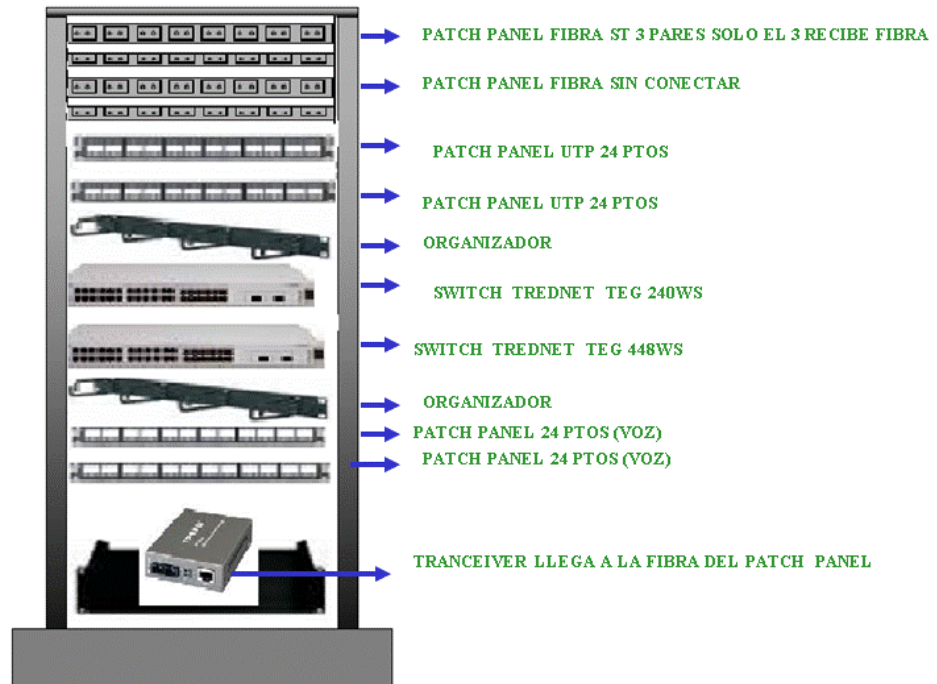 PATCH PANEL FIBRA ST 3 PARES SOLO EL 3 RECIBE FIBRA
PATCH PANEL FIBRA SIN CONECTAR
PATCH PANEL UTP 24 PTOS
PATCH PANEL UTP 24 PTOS
ORGANIZADOR
SWITCH TREDNET TEG 240WS
SWITCH TREDNET TEG 448WS
ORGANIZADOR
PATCH PANEL 24 PTOS (VOZ)
PATCH PANEL 24 PTOS (VOZ)
TRANCEIVER LLEGA A LA FIBRA DEL PATCH PANEL